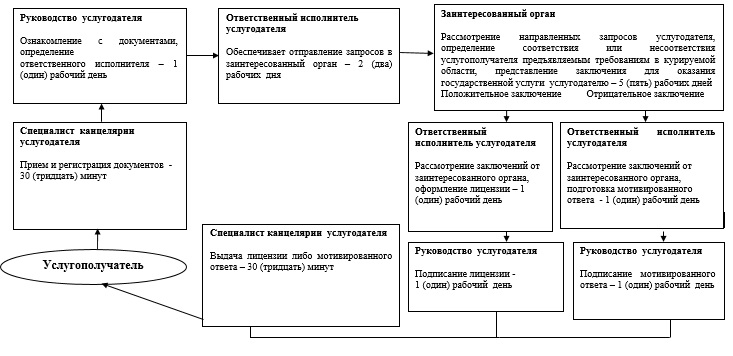 Руководство услугодателя
Ознакомление с документами,
определение
ответственного исполнителя – 1
(один) рабочий день
Ответственный исполнитель
услугодателя
Обеспечивает отправление запросов в
заинтересованный орган – 2 (два)
рабочих дня
Заинтересованный орган
Рассмотрение направленных запросов услугодателя,
определение соответствия или несоответствия
услугополучателя предъявляемым требованиям в курируемой
области, представление заключения для оказания
государственной услуги услугодателю – 5 (пять) рабочих дней
Положительное заключение Отрицательное заключение
Специалист канцелярии
услугодателя
Прием и регистрация документов -
30 (тридцать) минут
Ответственный
исполнитель услугодателя
Рассмотрение заключений от
заинтересованного органа,
оформление лицензии – 1
(один) рабочий день
Ответственный исполнитель
услугодателя
Рассмотрение заключений от
заинтересованного органа,
подготовка мотивированного
ответа - 1 (один) рабочий день
Услугополучатель
Специалист канцелярии услугодателя
Выдача лицензии либо мотивированного
ответа – 30 (тридцать) минут
Руководство услугодателя
Подписание лицензии -
1 (один) рабочий день
Руководство услугодателя
Подписание мотивированного
ответа – 1 (один) рабочий день